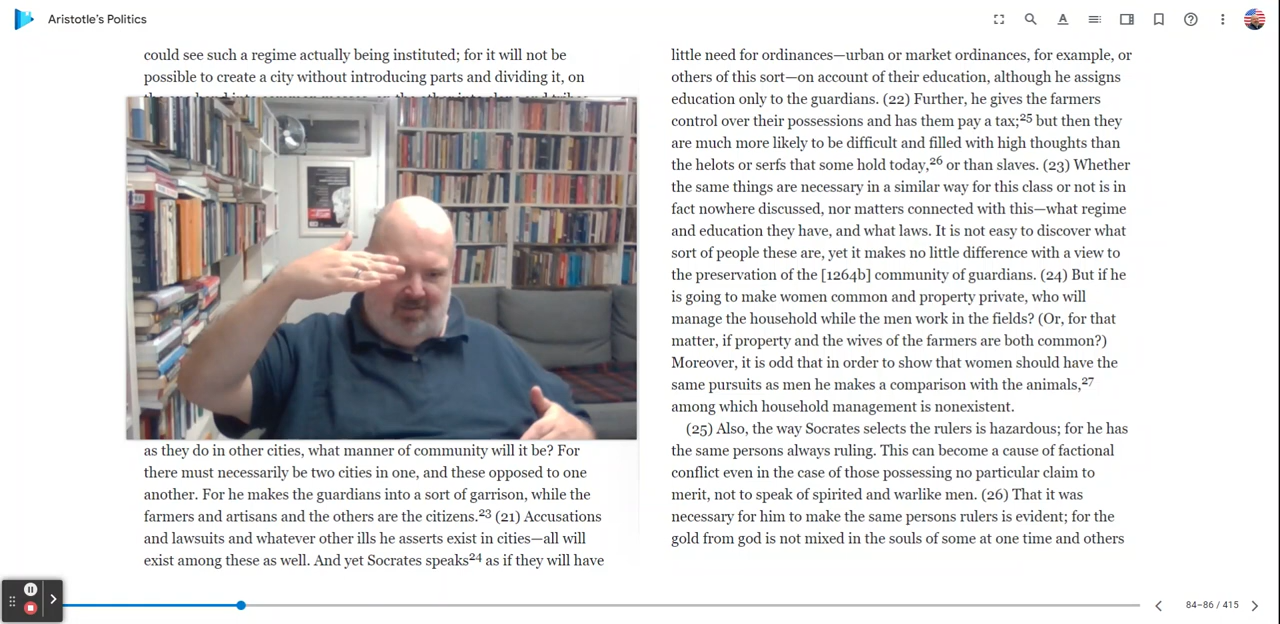 Aristotle's Politics
could see such a regime actually being instituted; for it will not be
possible to create a city without introducing parts and dividing it, on
as they do in other cities, what manner of community will it be? For
there must necessarily be two cities in one, and these opposed to one
another. For he makes the guardians into a sort of garrison, while the
farmers and artisans and the others are the citizens.²³ (21) Accusations
and lawsuits and whatever other ills he asserts exist in cities—all will
exist among these as well. And yet Socrates speaks²⁴ as if they will have
little need for ordinances—urban or market ordinances, for example, or
others of this sort—on account of their education, although he assigns
education only to the guardians. (22) Further, he gives the farmers
control over their possessions and has them pay a tax;²⁵ but then they
are much more likely to be difficult and filled with high thoughts than
the helots or serfs that some hold today,²⁶ or than slaves. (23) Whether
the same things are necessary in a similar way for this class or not is in
fact nowhere discussed, nor matters connected with this—what regime
and education they have, and what laws. It is not easy to discover what
sort of people these are, yet it makes no little difference with a view to
the preservation of the [1264b] community of guardians. (24) But if he
is going to make women common and property private, who will
manage the household while the men work in the fields? (Or, for that
matter, if property and the wives of the farmers are both common?)
Moreover, it is odd that in order to show that women should have the
same pursuits as men he makes a comparison with the animals,²⁷
among which household management is nonexistent.
(25) Also, the way Socrates selects the rulers is hazardous; for he has
the same persons always ruling. This can become a cause of factional
conflict even in the case of those possessing no particular claim to
merit, not to speak of spirited and warlike men. (26) That it was
necessary for him to make the same persons rulers is evident; for the
gold from god is not mixed in the souls of some at one time and others
84–86 / 415